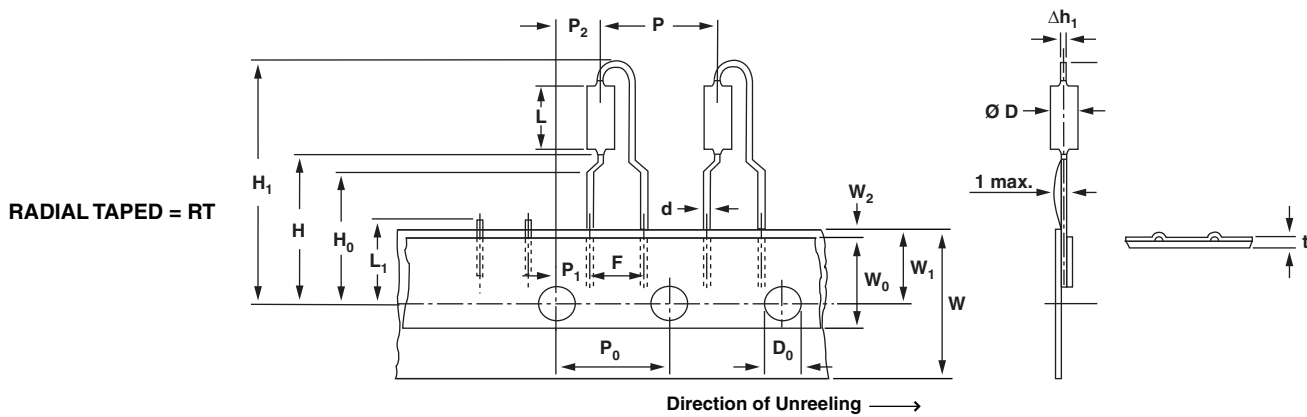 Δh₁
P₂
P
L
Ø D
H₁
H
H₀
1 max.
W₂
d
RADIAL TAPED = RT
L₁
P₁
F
W₀
W₁
W
t
P₀
D₀
Direction of Unreeling